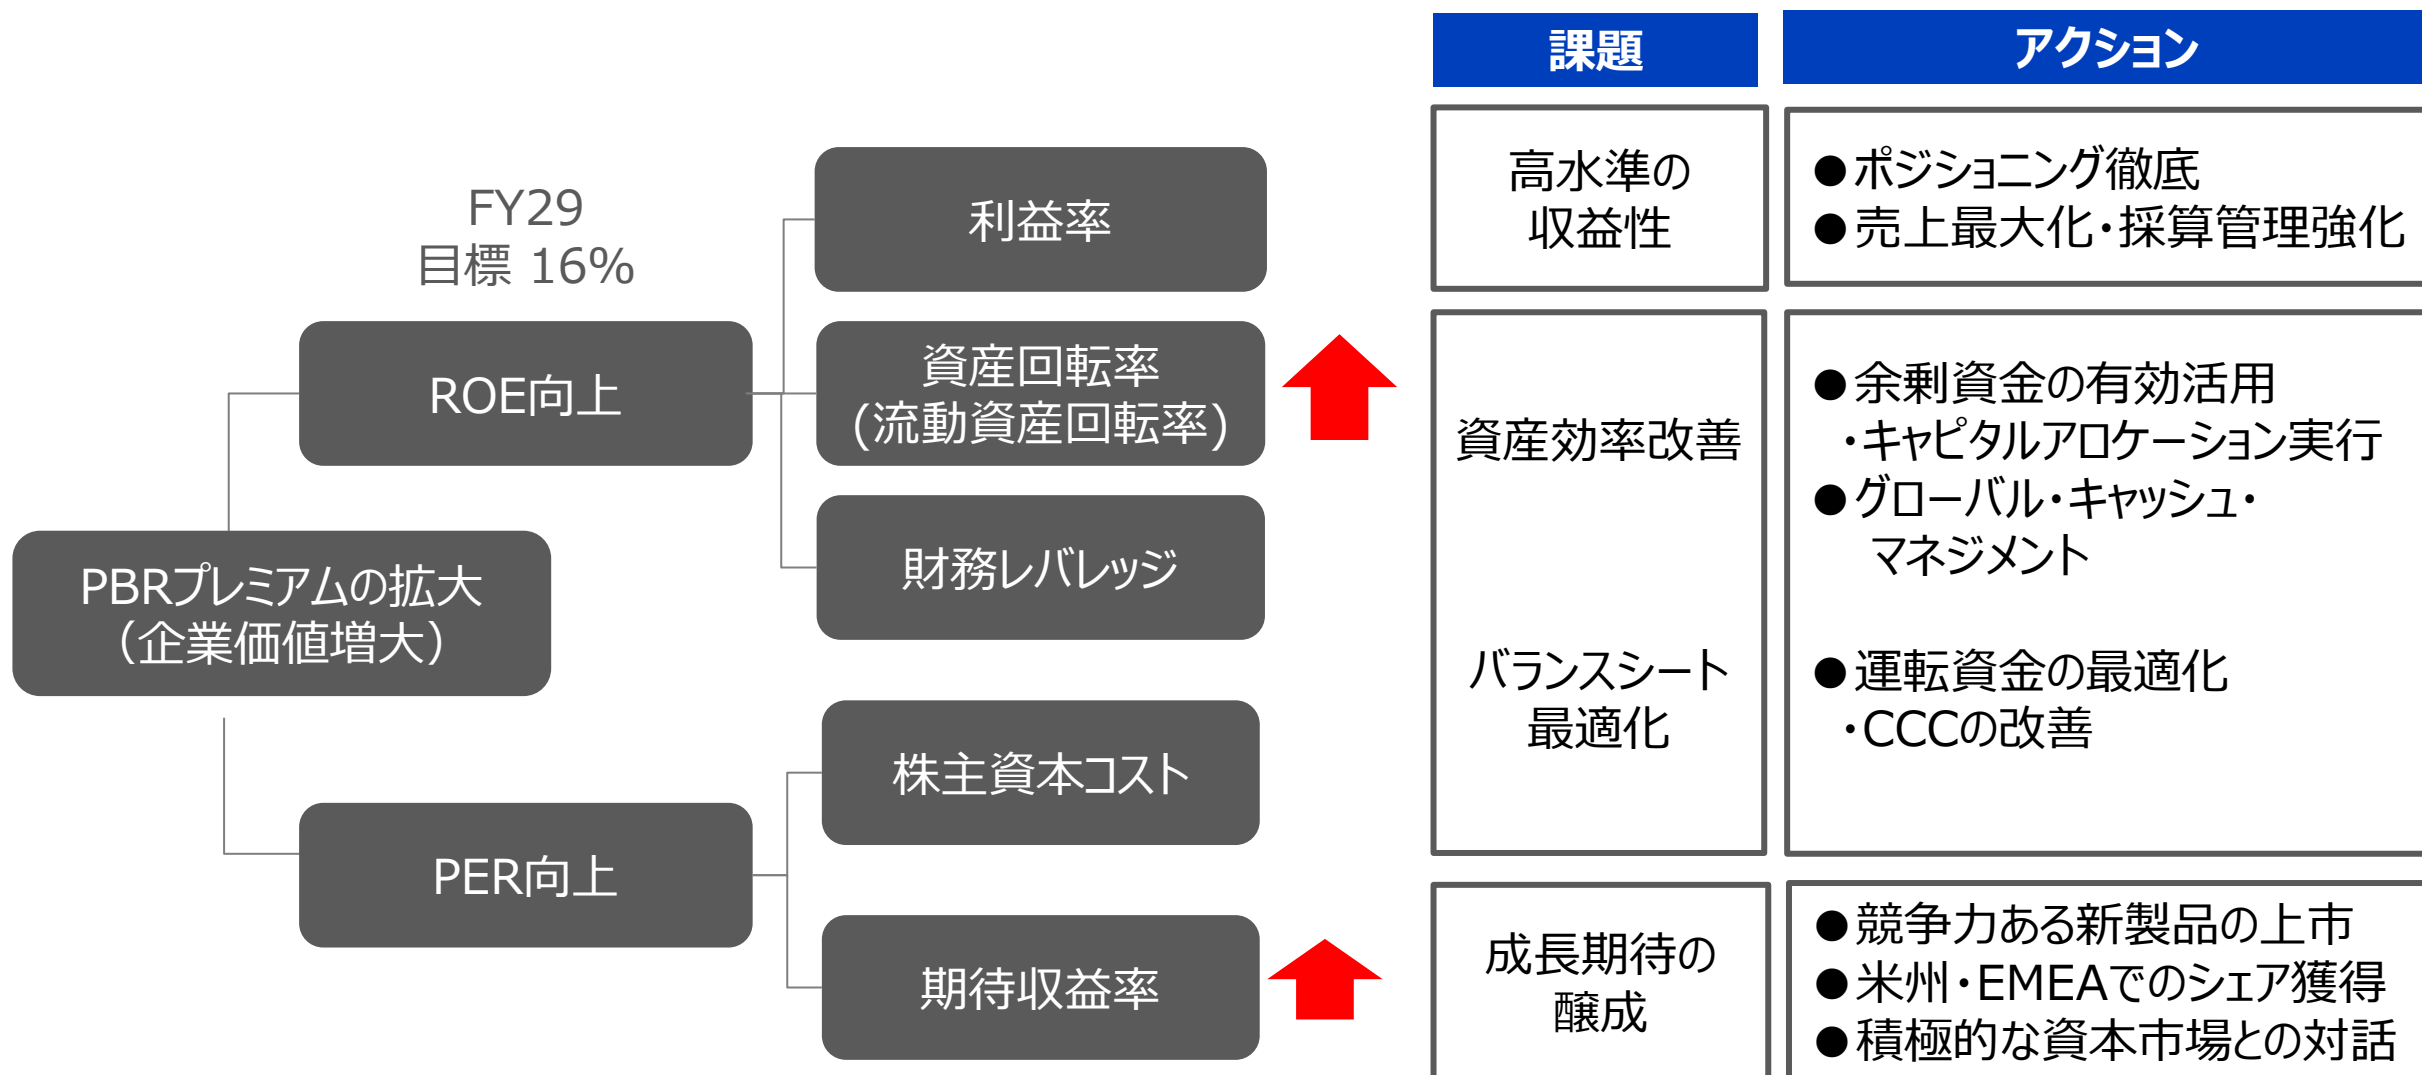 課題
アクション
FY29
目標 16%
利益率
資産回転率
(流動資産回転率)
財務レバレッジ
ROE向上
PBRプレミアムの拡大
（企業価値増大）
PER向上
株主資本コスト
期待収益率
高水準の
収益性
●ポジショニング徹底
●売上最大化・採算管理強化
資産効率改善
バランスシート
最適化
●余剰資金の有効活用
・キャピタルアロケーション実行
●グローバル・キャッシュ・
マネジメント
●運転資金の最適化
・CCCの改善
成長期待の
醸成
●競争力ある新製品の上市
●米州・EMEAでのシェア獲得
●積極的な資本市場との対話